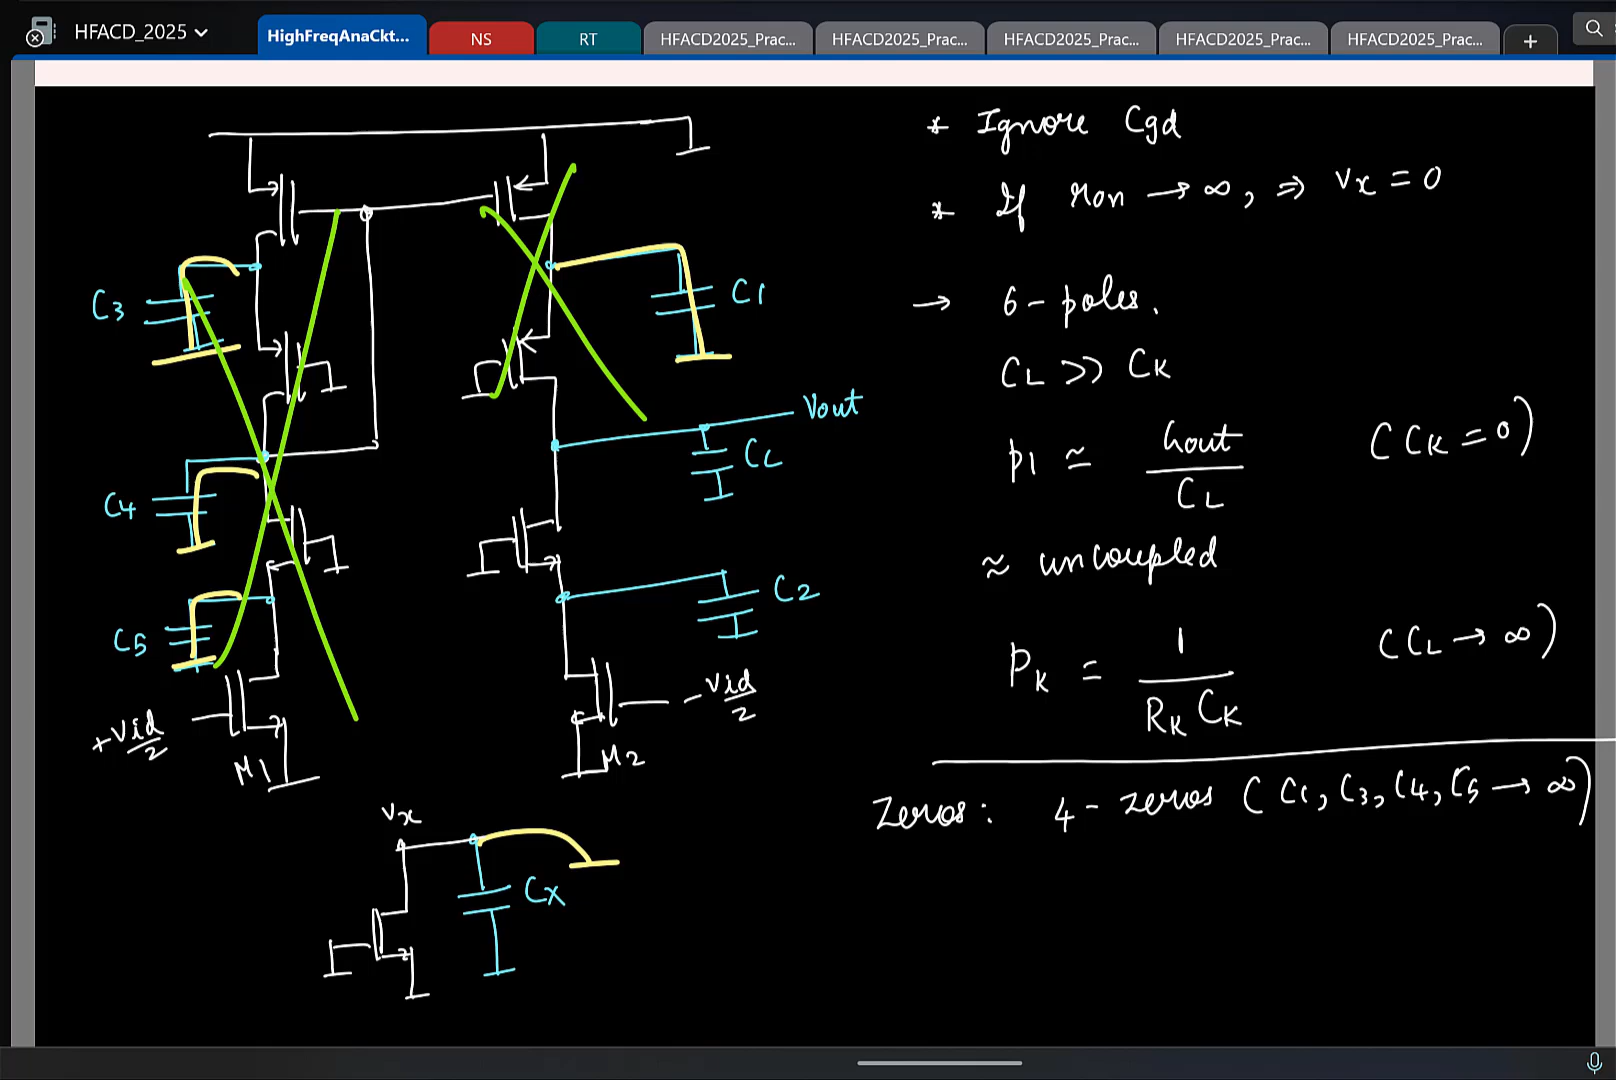 HFACD_2025
HighFreqAnaCkt...
NS
RT
HFACD2025_Prac...
HFACD2025_Prac...
HFACD2025_Prac...
HFACD2025_Prac...
HFACD2025_Prac...
+
* Ignore Cgd
* If ron → ∞, ⇒ Vx = 0
→ 6-poles.
CL >> CK
p1 ≃ Gout / CL (CK = 0)
≈ uncoupled
PK = 1 / RK CK (CL → ∞)
Zeros: 4-zeros (C1, C3, C4, C5 → ∞)
C3
C1
Vout
CL
C4
C2
C5
+Vid/2
M1
-Vid/2
M2
Vx
CX